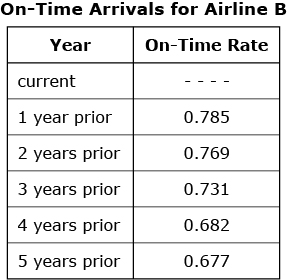 On-Time Arrivals for Airline B
Year On-Time Rate
current - - - -
1 year prior 0.785
2 years prior 0.769
3 years prior 0.731
4 years prior 0.682
5 years prior 0.677